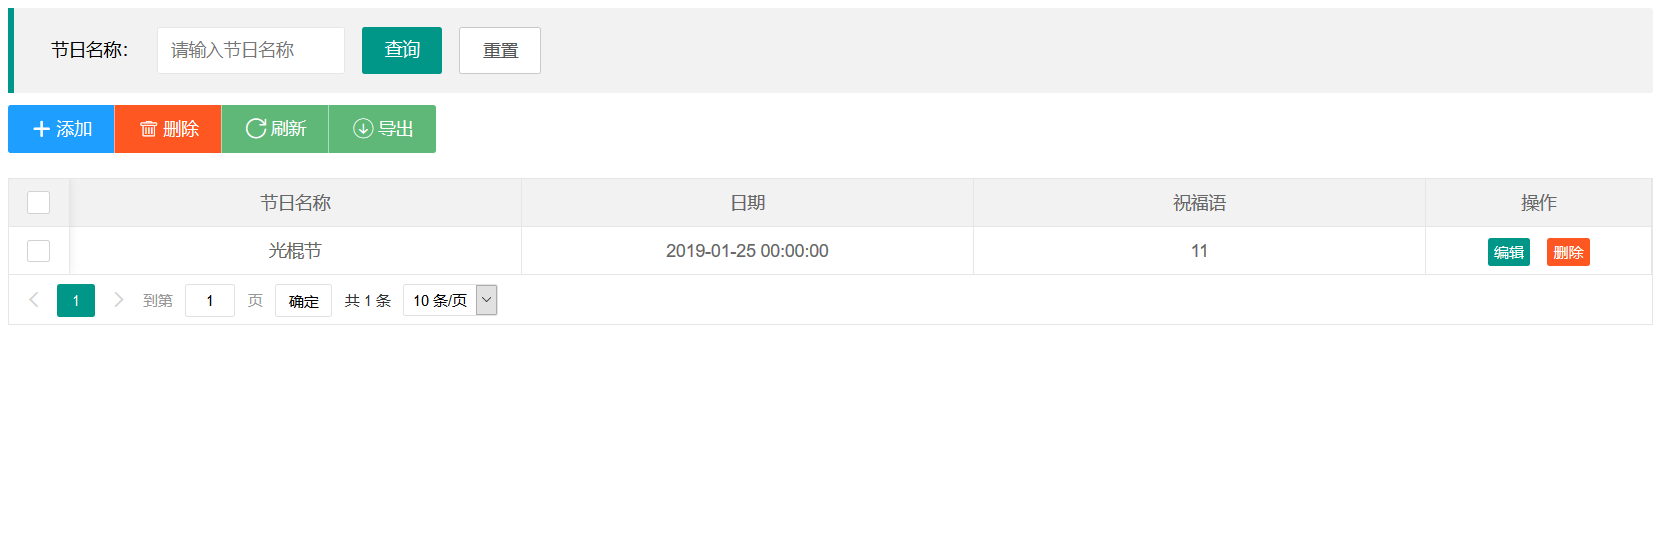 节日名称： 请输入节日名称 查询 重置
添加 删除 刷新 导出
节日名称 日期 祝福语 操作
光棍节 2019-01-25 00:00:00 11 编辑 删除
1 到第 1 页 确定 共 1 条 10 条/页